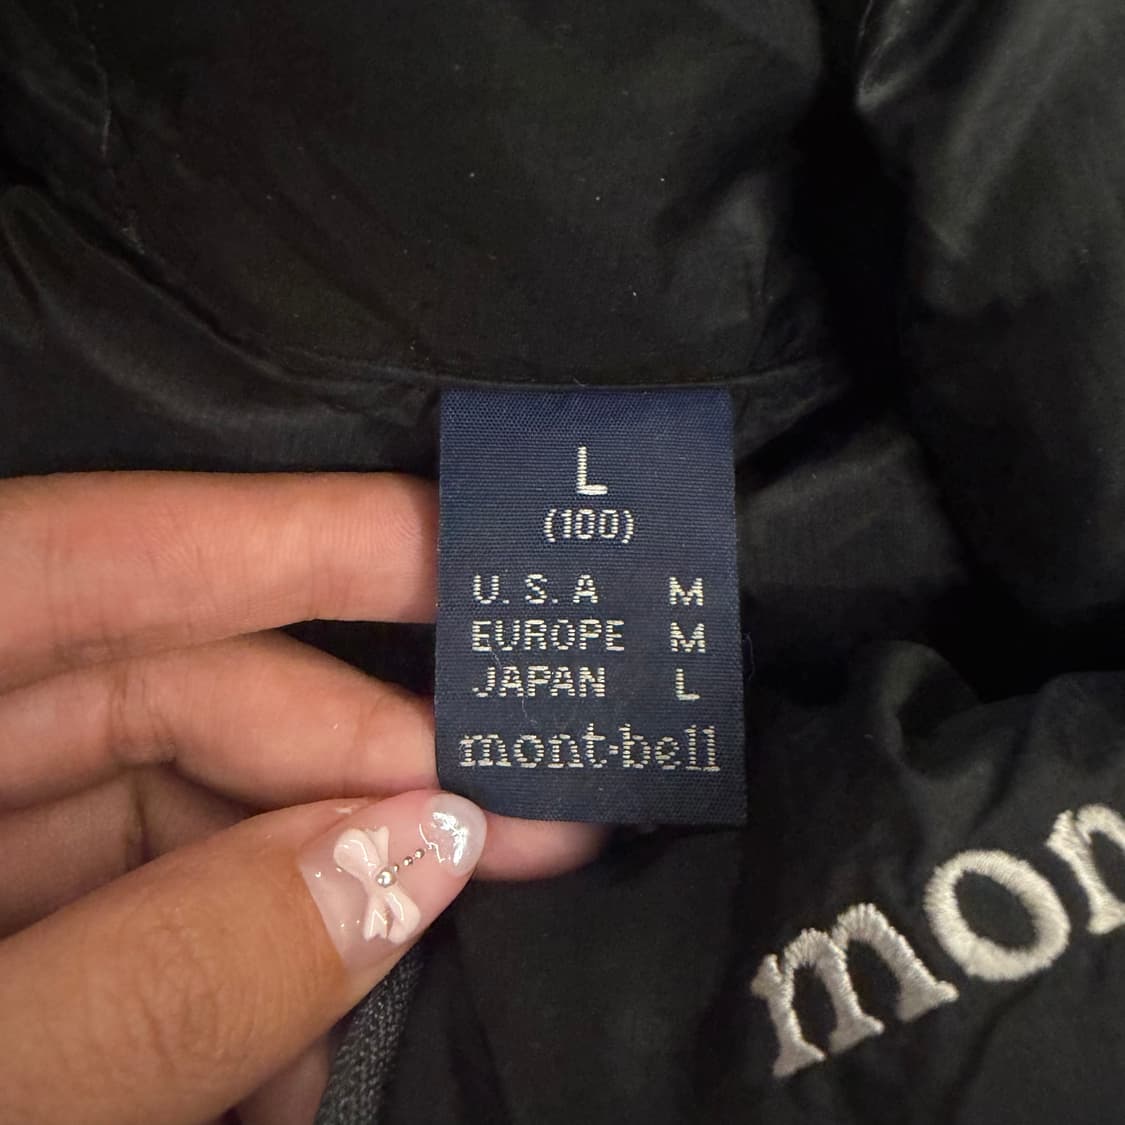 L
(100)
U.S.A M
EUROPE M
JAPAN L
mont-bell
mon